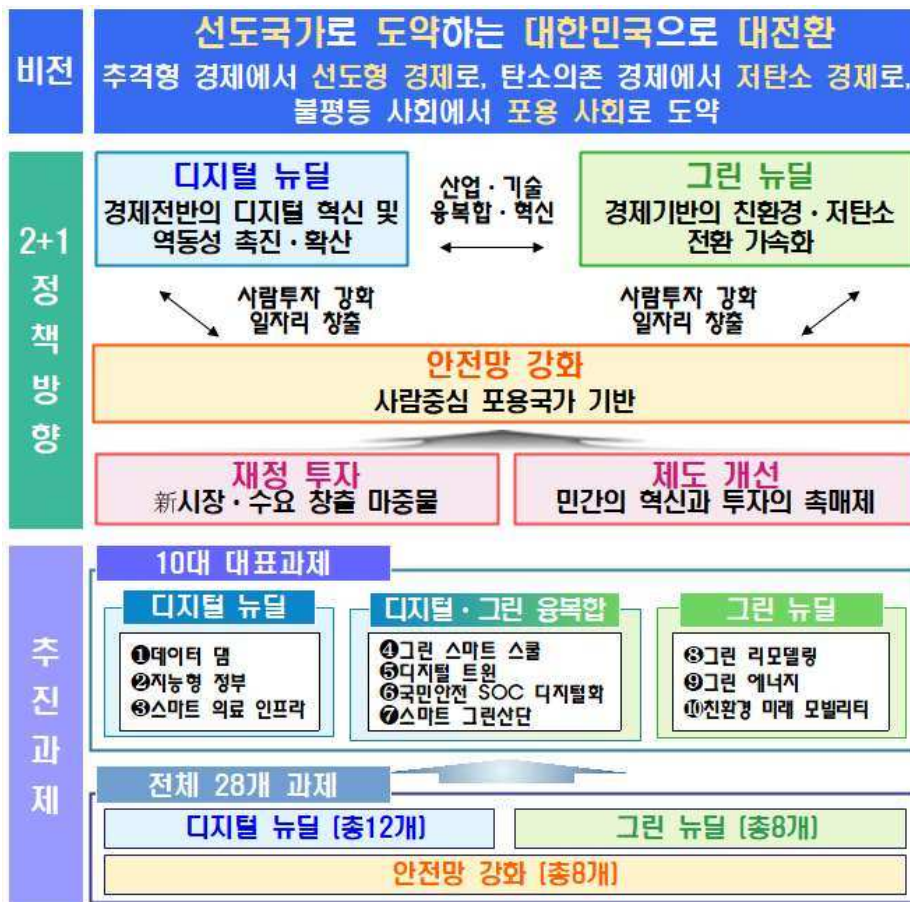 비전
선도국가로 도약하는 대한민국으로 대전환
추격형 경제에서 선도형 경제로, 탄소의존 경제에서 저탄소 경제로,
불평등 사회에서 포용 사회로 도약
2+1
정
책
방
향
디지털 뉴딜
경제전반의 디지털 혁신 및
역동성 촉진·확산
산업·기술
융복합·혁신
그린 뉴딜
경제기반의 친환경·저탄소
전환 가속화
사람투자 강화
일자리 창출
사람투자 강화
일자리 창출
안전망 강화
사람중심 포용국가 기반
재정 투자
新시장·수요 창출 마중물
제도 개선
민간의 혁신과 투자의 촉매제
추
진
과
제
10대 대표과제
디지털 뉴딜
❶데이터 댐
❷지능형 정부
❸스마트 의료 인프라
디지털·그린 융복합
❹그린 스마트 스쿨
❺디지털 트윈
❻국민안전 SOC 디지털화
❼스마트 그린산단
그린 뉴딜
❽그린 리모델링
❾그린 에너지
❿친환경 미래 모빌리티
전체 28개 과제
디지털 뉴딜 (총12개)
그린 뉴딜 (총8개)
안전망 강화 (총8개)